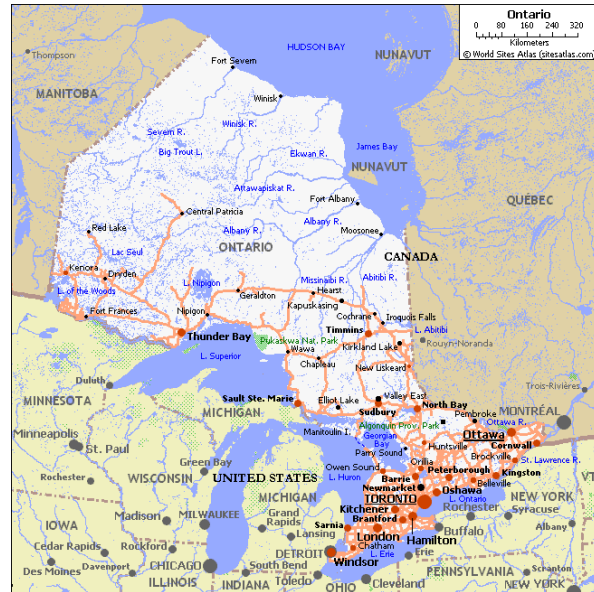 Ontario
0 80 160 240 320
Kilometers
© World Sites Atlas (sitesatlas.com)
HUDSON BAY
NUNAVUT
Thompson
Fort Severn
MANITOBA
Winisk
Severn R.
Winisk R.
James Bay
Big Trout L.
Ekwan R.
NUNAVUT
Attawapiskat R.
QUÉBEC
Fort Albany
Central Patricia
Albany R.
Red Lake
Albany R.
Moosonee
ONTARIO
Lac Seul
CANADA
Kenora
Dryden
L. Nipigon
Missinaibi R.
Abitibi R.
L. of the Woods
Geraldton
Hearst
Kapuskasing
Fort Frances
Nipigon
Cochrane
Iroquois Falls
Thunder Bay
Timmins
L. Abitibi
Pukaskwa Nat. Park
Kirkland Lake
Rouyn-Noranda
L. Superior
Wawa
Chapleau
New Liskeard
Duluth
Trois-Rivières
MINNESOTA
Sault Ste. Marie
Elliot Lake
Valley East
MICHIGAN
Sudbury
North Bay
MONTRÉAL
Pembroke
Ottawa R.
Algonquin Prov. Park
Manitoulin I.
Georgian
Bay
Ottawa
Minneapolis
St. Paul
Huntsville
Cornwall
Parry Sound
Brockville
WISCONSIN
Green Bay
Owen Sound
Orillia
St. Lawrence R.
UNITED STATES
L. Huron
Barrie
Peterborough
Kingston
Rochester
Newmarket
Belleville
VT
MICHIGAN
TORONTO
Oshawa
L. Ontario
NEW YORK
Kitchener
Rochester
Syracuse
Madison
MILWAUKEE
Grand
Rapids
Sarnia
Brantford
IOWA
Lansing
London
Hamilton
Buffalo
Albany
Cedar Rapids
Rockford
DETROIT
Chatham
L. Erie
Erie
Windsor
Des Moines
Davenport
CHICAGO
South Bend
PENNSYLVANIA
Scranton
ILLINOIS
INDIANA
Toledo
OHIO
Cleveland
NEW YORK